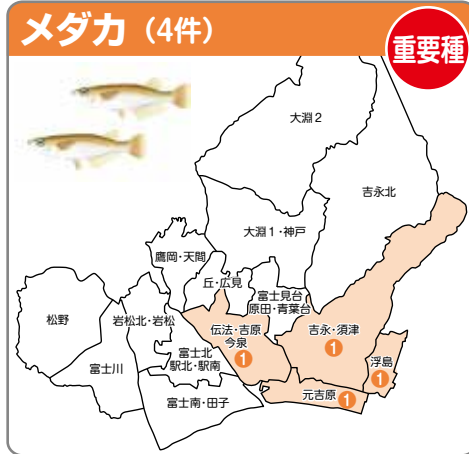 メダカ（4件）
重要種
大淵2
吉永北
大淵1・神戸
鷹岡・天間
丘・広見
富士見台
原田・青葉台
松野
岩松北・岩松
伝法・吉原
今泉
1
吉永・須津
1
富士北
駅北・駅南
浮島
1
富士川
元吉原 1
富士南・田子